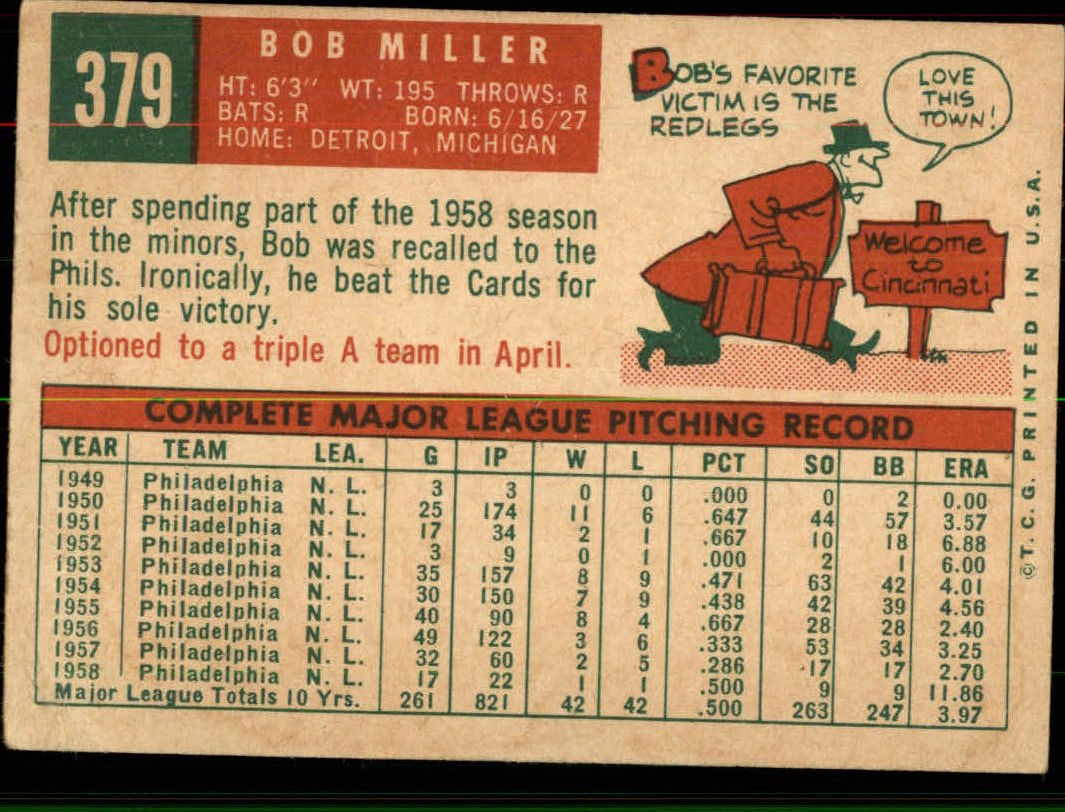 379
BOB MILLER
HT: 6'3" WT: 195 THROWS: R
BATS: R BORN: 6/16/27
HOME: DETROIT, MICHIGAN
BOB'S FAVORITE
VICTIM IS THE
REDLEGS
LOVE
THIS
TOWN!
Welcome
to
Cincinnati
After spending part of the 1958 season
in the minors, Bob was recalled to the
Phils. Ironically, he beat the Cards for
his sole victory.
Optioned to a triple A team in April.
COMPLETE MAJOR LEAGUE PITCHING RECORD
YEAR TEAM LEA. G IP W L PCT SO BB ERA
1949 Philadelphia N. L. 3 3 0 0 .000 0 2 0.00
1950 Philadelphia N. L. 25 174 11 6 .647 44 57 3.57
1951 Philadelphia N. L. 17 34 2 1 .667 10 18 6.88
1952 Philadelphia N. L. 3 9 0 1 .000 2 1 6.00
1953 Philadelphia N. L. 35 157 8 9 .471 63 42 4.01
1954 Philadelphia N. L. 30 150 7 9 .438 42 39 4.56
1955 Philadelphia N. L. 40 90 8 4 .667 28 28 2.40
1956 Philadelphia N. L. 49 122 3 6 .333 53 34 3.25
1957 Philadelphia N. L. 32 60 2 5 .286 17 17 2.70
1958 Philadelphia N. L. 17 22 1 1 .500 9 9 11.86
Major League Totals 10 Yrs. 261 821 42 42 .500 263 247 3.97
© T. C. G. PRINTED IN U.S.A.